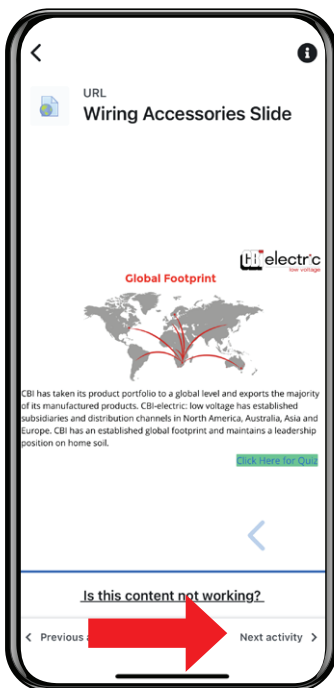 URL
Wiring Accessories Slide
CBI electric
low voltage
Global Footprint
CBI has taken its product portfolio to a global level and exports the majority
of its manufactured products. CBI-electric: low voltage has established
subsidiaries and distribution channels in North America, Australia, Asia and
Europe. CBI has an established global footprint and maintains a leadership
position on home soil.
Click Here for Quiz
Is this content not working?
Previous
Next activity